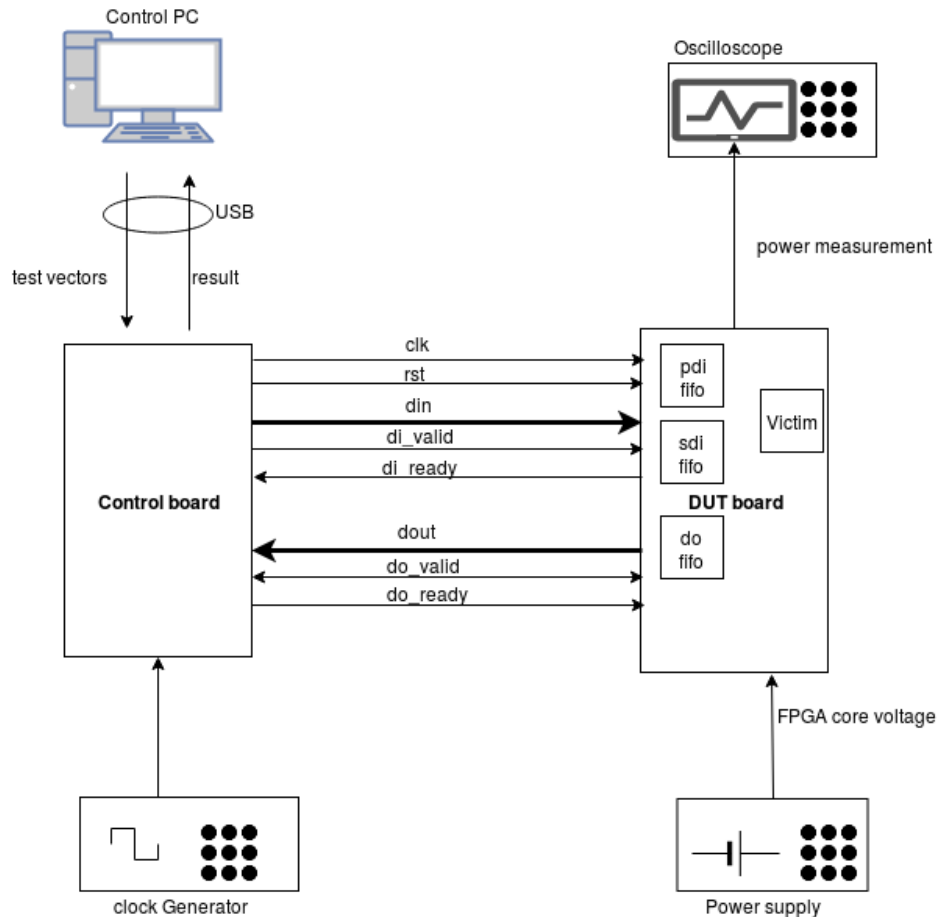 Control PC
Oscilloscope
USB
power measurement
test vectors
result
clk
rst
din
di_valid
di_ready
Control board
dout
do_valid
do_ready
pdi
fifo
Victim
sdi
fifo
DUT board
do
fifo
FPGA core voltage
clock Generator
Power supply